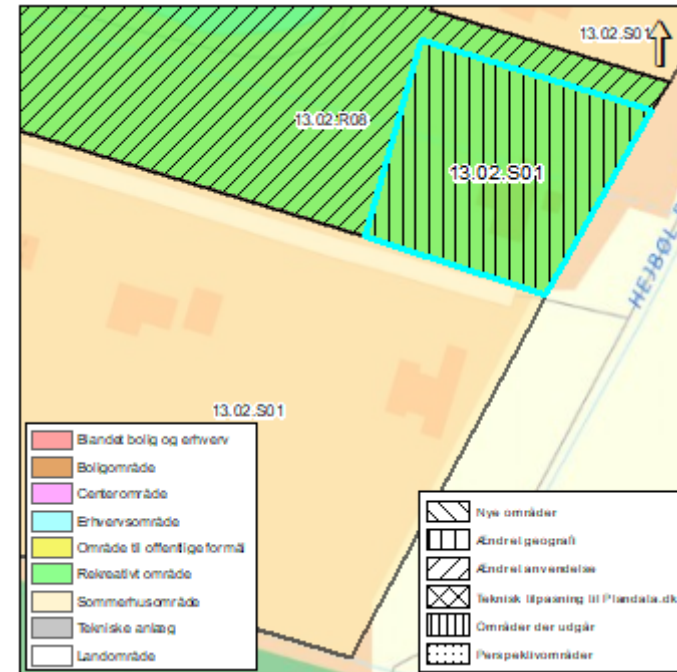 13.02.S01
13.02.R08
13.02.S01
13.02.S01
Blandet bolig og erhverv
Boligområde
Centerområde
Erhvervsområde
Område til offentlige formål
Rekreativt område
Sommerhusområde
Tekniske anlæg
Landområde
Nye områder
Ændret geografi
Ændret anvendelse
Teknisk tilpasning til Plandata.dk
Områder der udgår
Perspektivområder